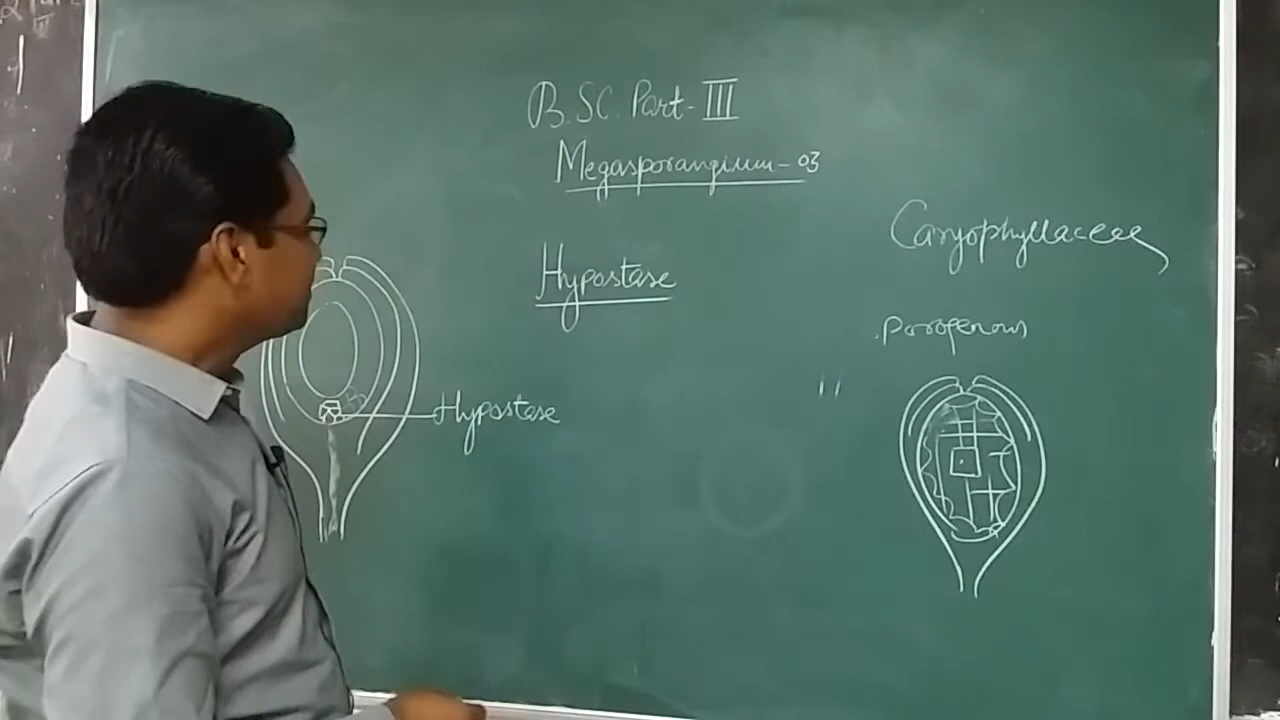 B.SC. Part-III
Megasporangium-03
Caryophyllaceae
Hypostase
Porogenous
Hypostase